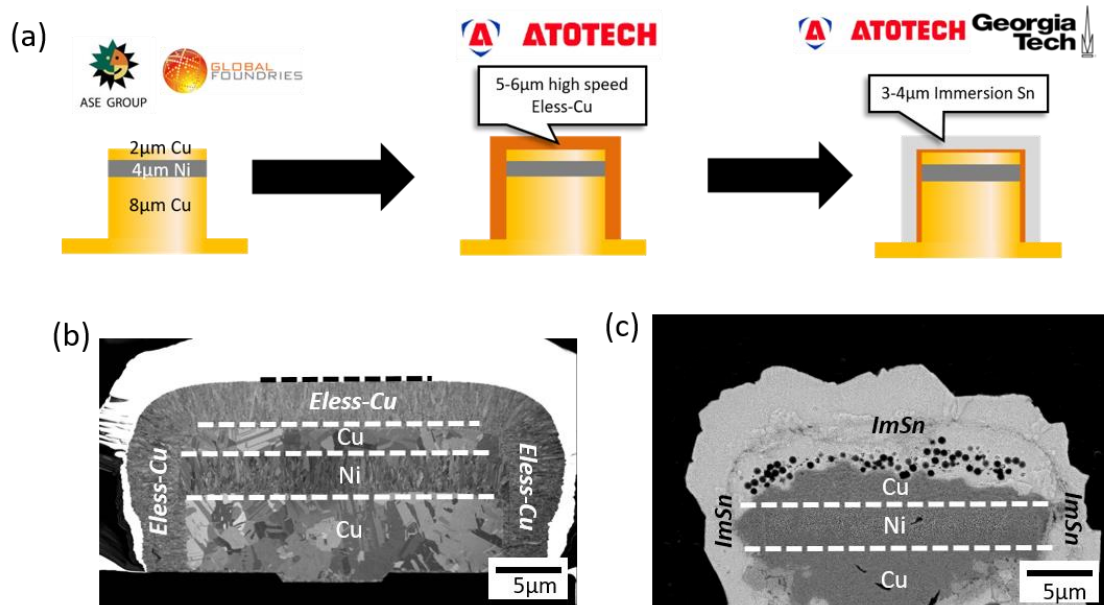 (a)
ASE GROUP
GLOBAL
FOUNDRIES
ATOTECH
ATOTECH
Georgia
Tech
5-6µm high speed
Eless-Cu
3-4µm Immersion Sn
2µm Cu
4µm Ni
8µm Cu
(b)
Eless-Cu
Cu
Ni
Cu
Eless-Cu
Eless-Cu
5µm
(c)
ImSn
Cu
Ni
Cu
ImSn
ImSn
5µm